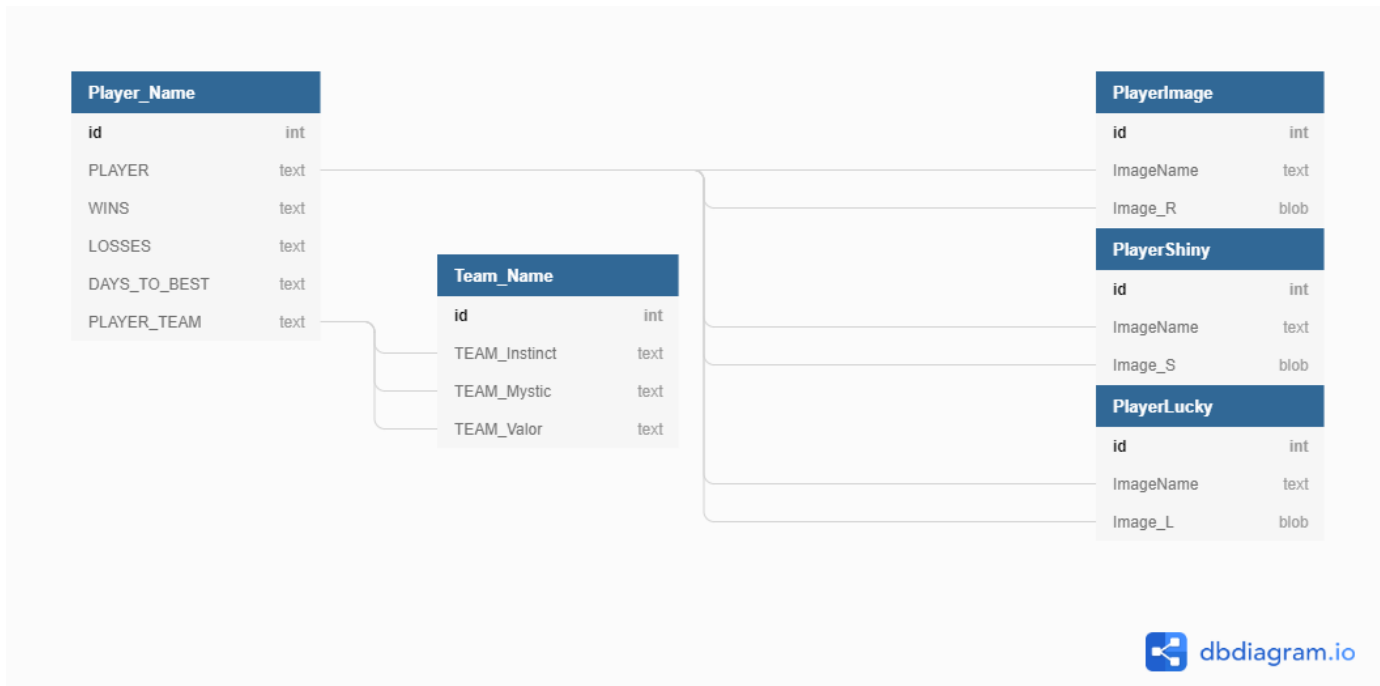 Player_Name
id int
PLAYER text
WINS text
LOSSES text
DAYS_TO_BEST text
PLAYER_TEAM text
Team_Name
id int
TEAM_Instinct text
TEAM_Mystic text
TEAM_Valor text
PlayerImage
id int
ImageName text
Image_R blob
PlayerShiny
id int
ImageName text
Image_S blob
PlayerLucky
id int
ImageName text
Image_L blob
dbdiagram.io